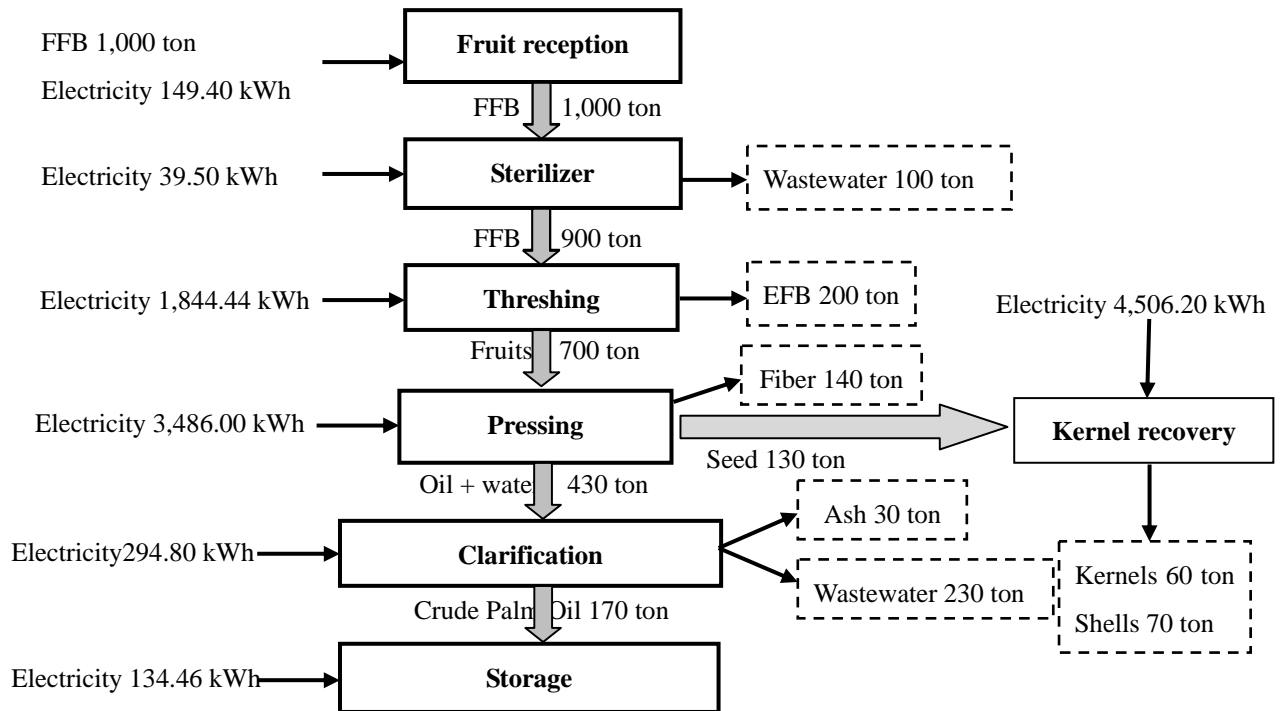 FFB 1,000 ton
Electricity 149.40 kWh
Fruit reception
FFB 1,000 ton
Electricity 39.50 kWh
Sterilizer
Wastewater 100 ton
FFB 900 ton
Electricity 1,844.44 kWh
Threshing
EFB 200 ton
Electricity 4,506.20 kWh
Fruits 700 ton
Fiber 140 ton
Electricity 3,486.00 kWh
Pressing
Seed 130 ton
Kernel recovery
Oil + water 430 ton
Ash 30 ton
Electricity294.80 kWh
Clarification
Wastewater 230 ton
Kernels 60 ton
Shells 70 ton
Crude Palm Oil 170 ton
Electricity 134.46 kWh
Storage